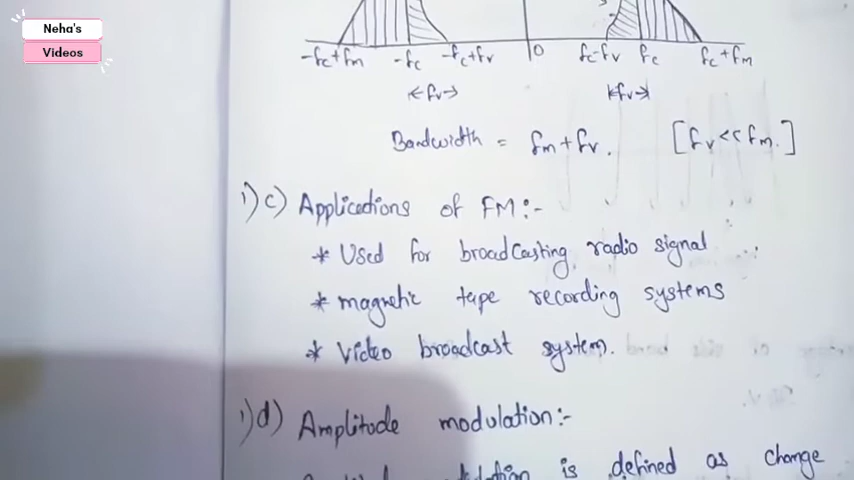 Neha's
Videos
-fc+fm -fc -fc+fv 0 fc-fv fc fc+fm
←fv→ ←fv→
Bandwidth = fm+fv. [fv<<fm.]
1)c) Applications of FM:-
* Used for broadcasting radio signal
* magnetic tape recording systems
* Video broadcast system.
1)d) Amplitude modulation:-
is defined as change